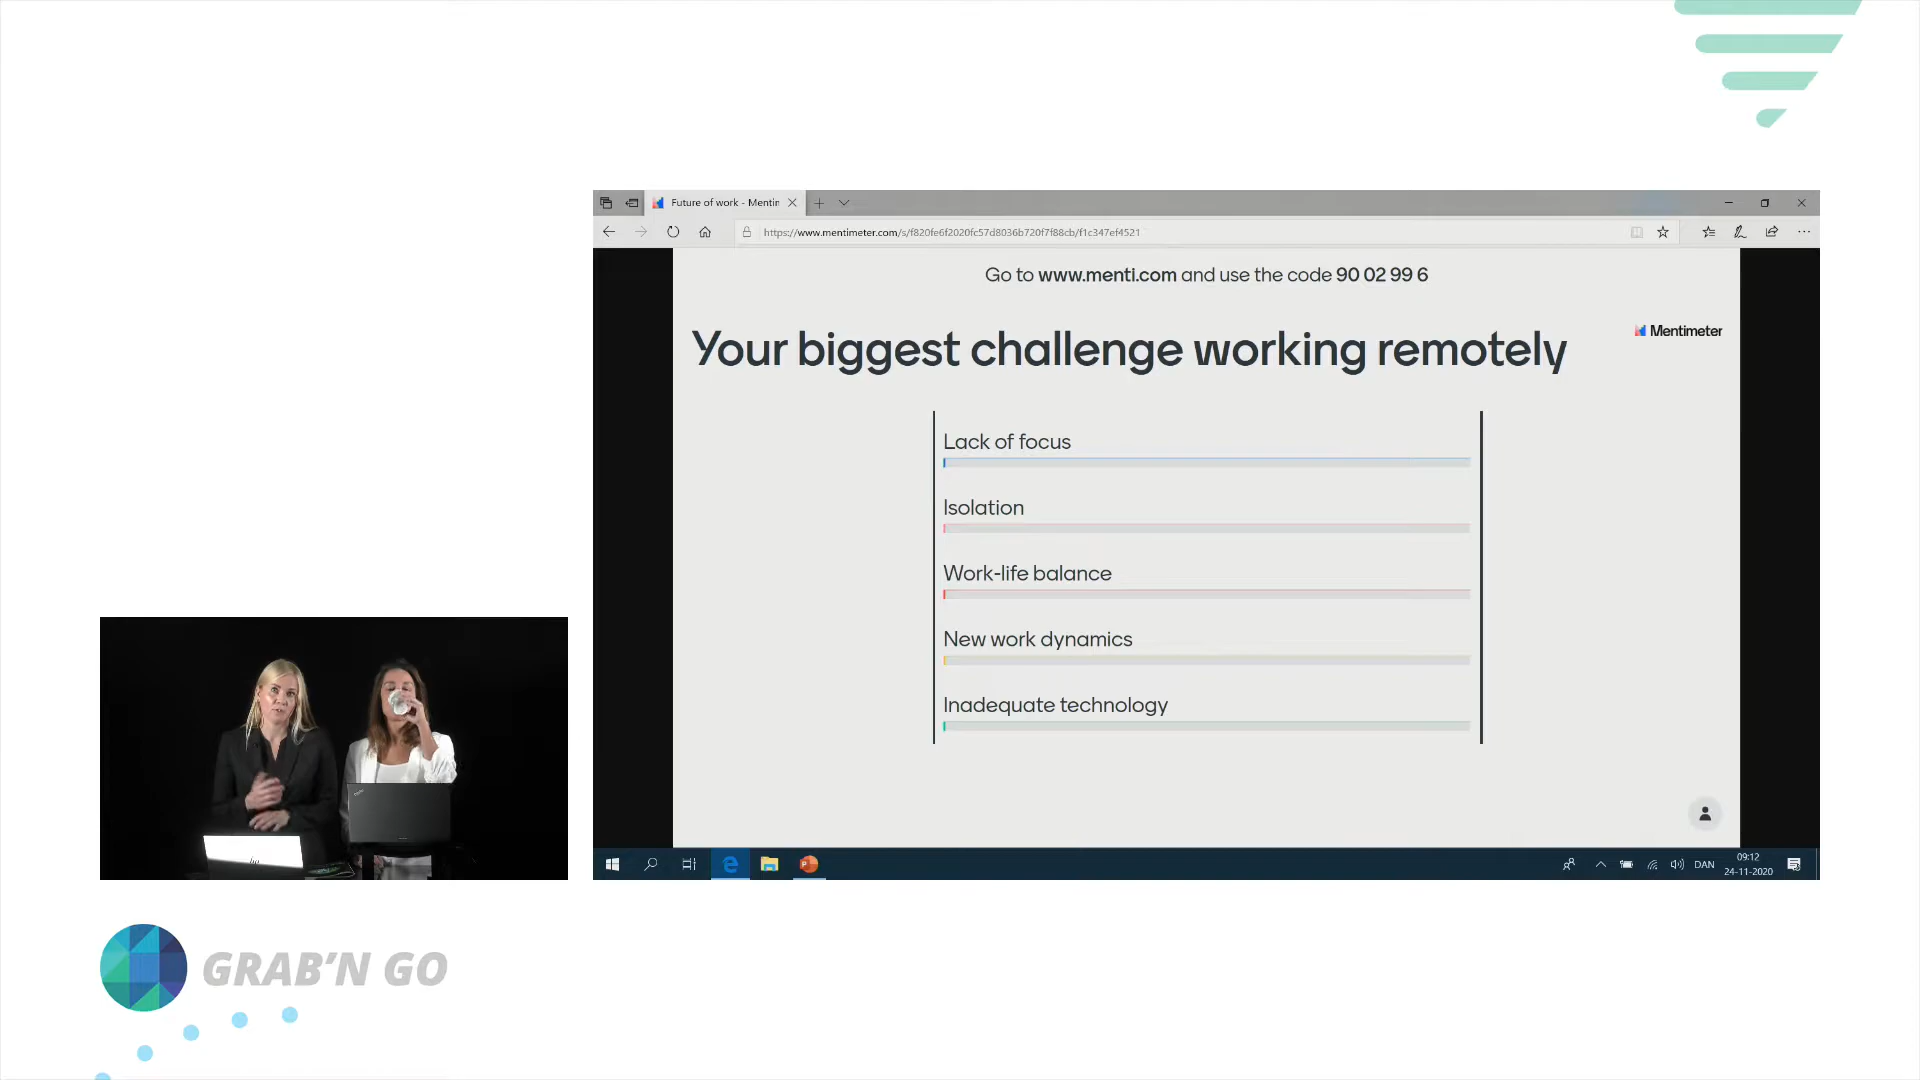 Future of work - Mentin
https://www.mentimeter.com/s/f820fe6f2020fc57d8036b720f7f88cb/f1c347ef4521
Go to www.menti.com and use the code 90 02 99 6
Mentimeter
Your biggest challenge working remotely
Lack of focus
Isolation
Work-life balance
New work dynamics
Inadequate technology
DAN
09:12
24-11-2020
GRAB'N GO